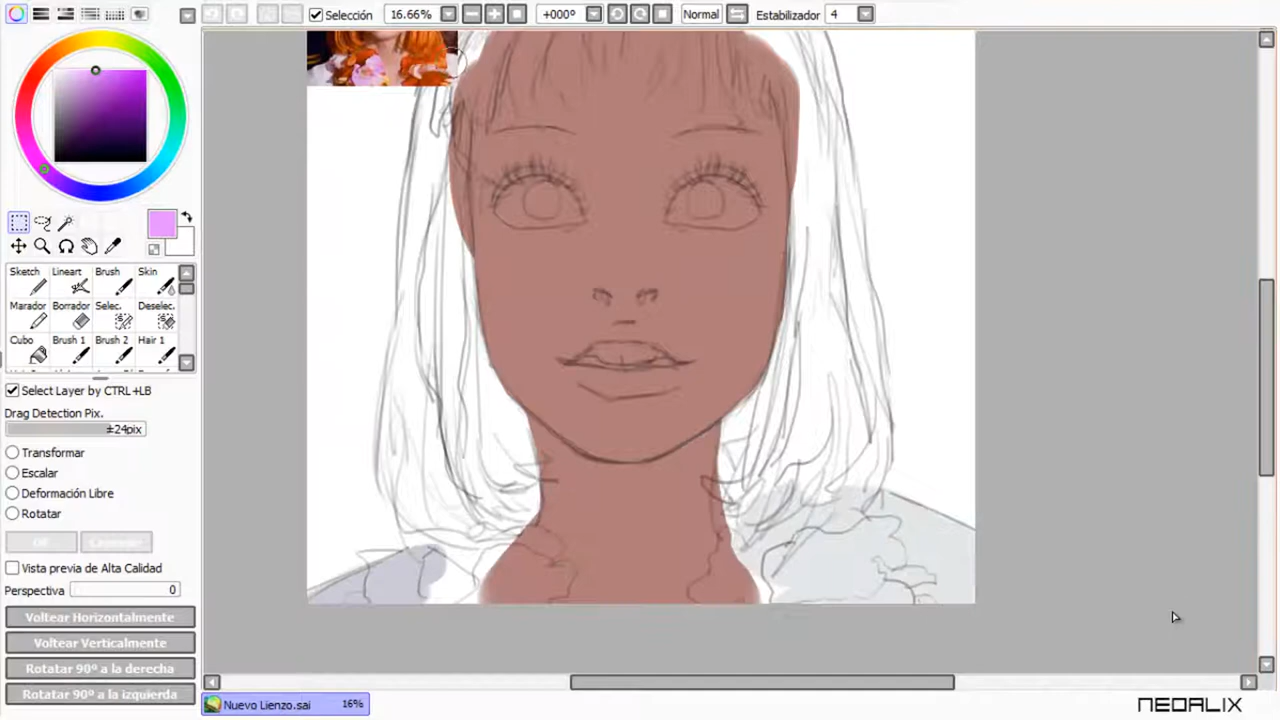 Selección 16.66% +000º Normal Estabilizador 4
Sketch Lineart Brush Skin
Marador Borrador Selec. Deselec.
Cubo Brush 1 Brush 2 Hair 1
Select Layer by CTRL +LB
Drag Detection Pix.
±24pix
Transformar
Escalar
Deformación Libre
Rotatar
Vista previa de Alta Calidad
Perspectiva 0
Voltear Horizontalmente
Voltear Verticalmente
Rotatar 90º a la derecha
Rotatar 90º a la izquierda
Nuevo Lienzo.sai 16%
NEOALIX